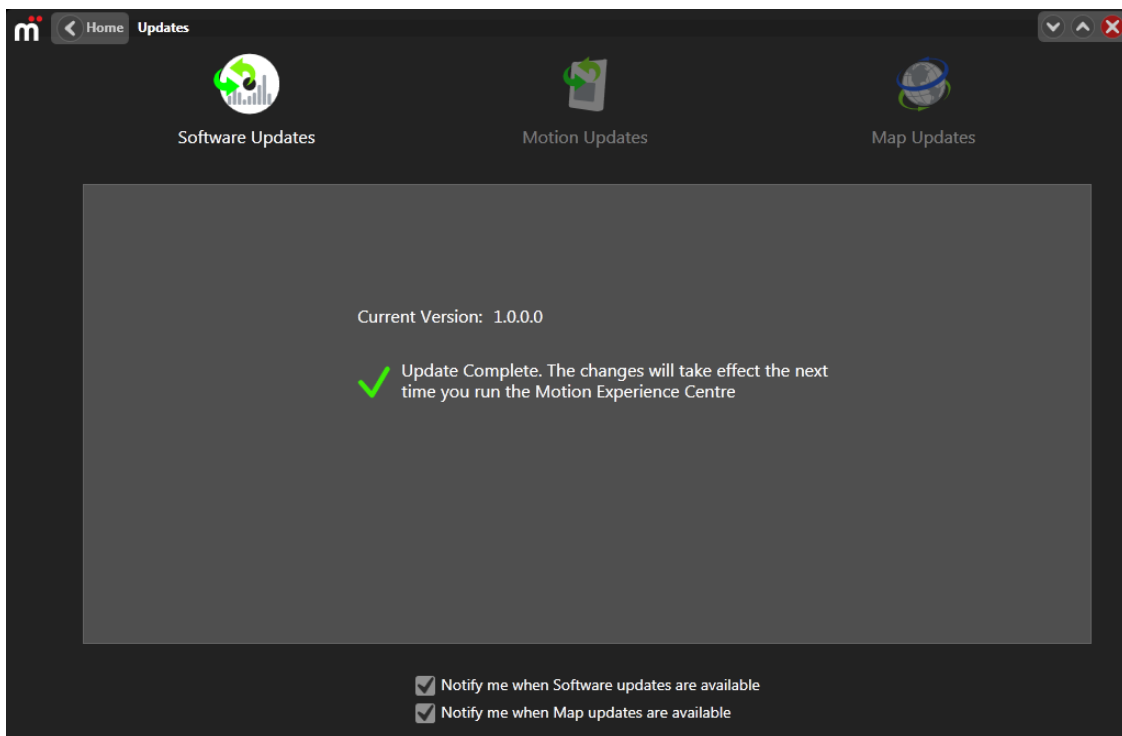 m Home Updates
Software Updates Motion Updates Map Updates
Current Version: 1.0.0.0
Update Complete. The changes will take effect the next
time you run the Motion Experience Centre
Notify me when Software updates are available
Notify me when Map updates are available